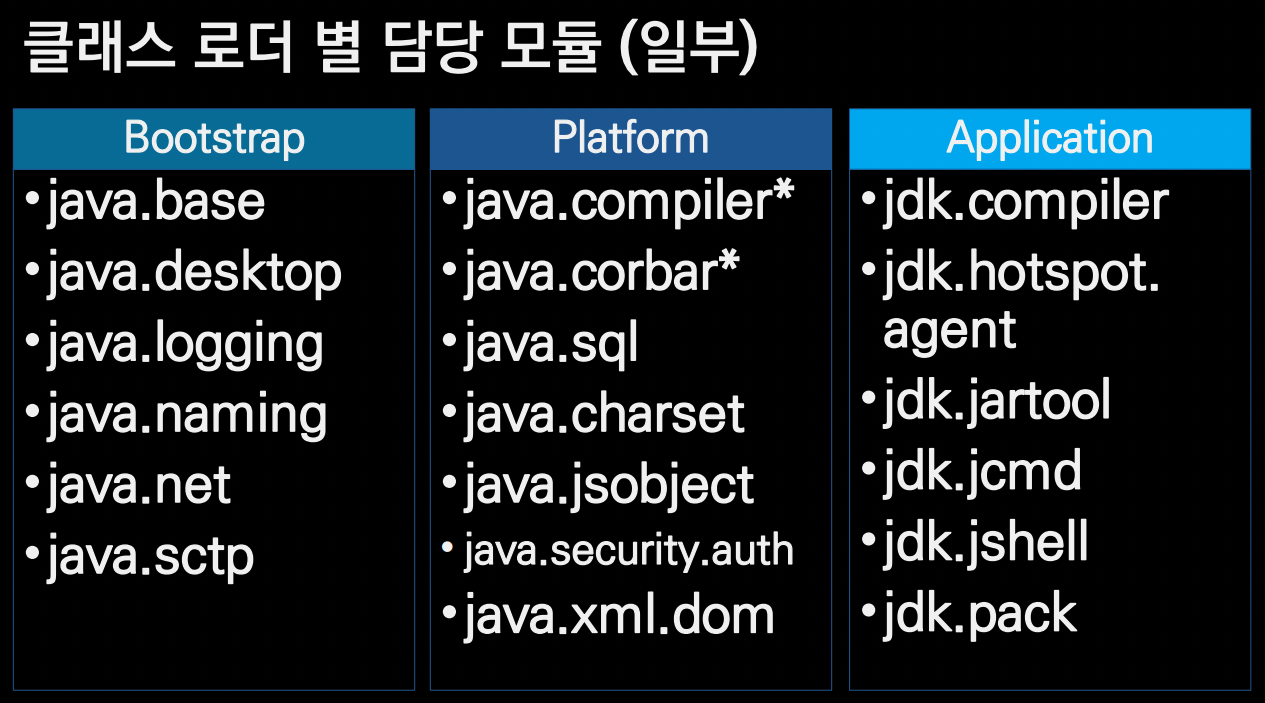 클래스 로더 별 담당 모듈 (일부)
Bootstrap
•java.base
•java.desktop
•java.logging
•java.naming
•java.net
•java.sctp
Platform
•java.compiler*
•java.corbar*
•java.sql
•java.charset
•java.jsobject
•java.security.auth
•java.xml.dom
Application
•jdk.compiler
•jdk.hotspot.
agent
•jdk.jartool
•jdk.jcmd
•jdk.jshell
•jdk.pack